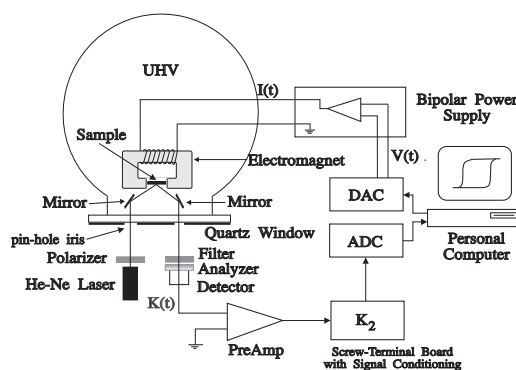 UHV
I(t)
Bipolar Power
Supply
Sample
Electromagnet
V(t)
Mirror
Mirror
DAC
pin-hole iris
Quartz Window
ADC
Personal
Computer
Polarizer
Filter
Analyzer
Detector
He-Ne Laser
K(t)
K2
PreAmp
Screw-Terminal Board
with Signal Conditioning